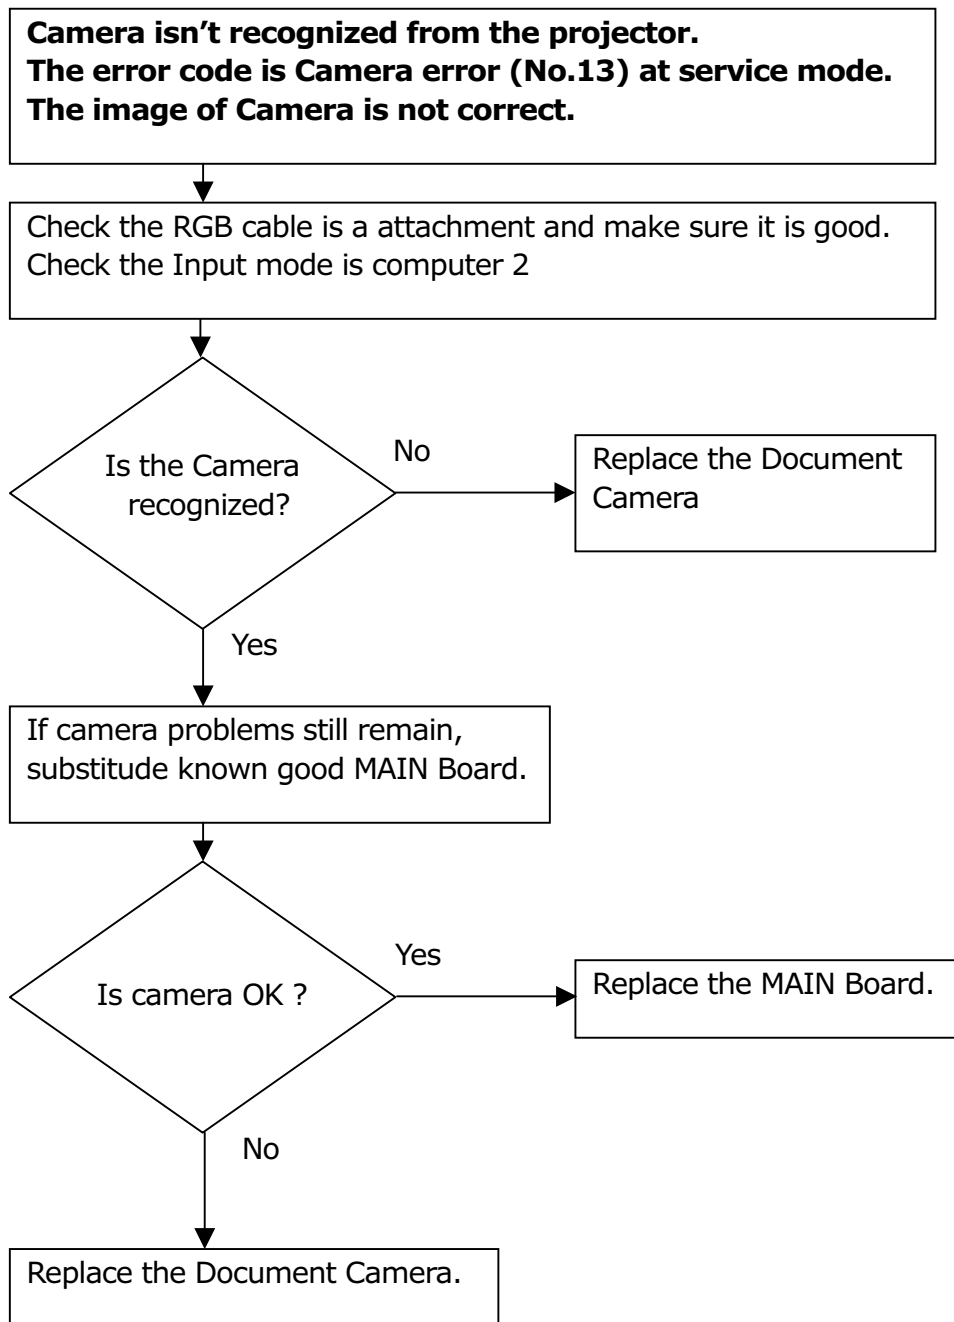 Camera isn’t recognized from the projector.
The error code is Camera error (No.13) at service mode.
The image of Camera is not correct.
Check the RGB cable is a attachment and make sure it is good.
Check the Input mode is computer 2
Is the Camera
recognized?
No
Replace the Document
Camera
Yes
If camera problems still remain,
substitude known good MAIN Board.
Is camera OK ?
Yes
Replace the MAIN Board.
No
Replace the Document Camera.